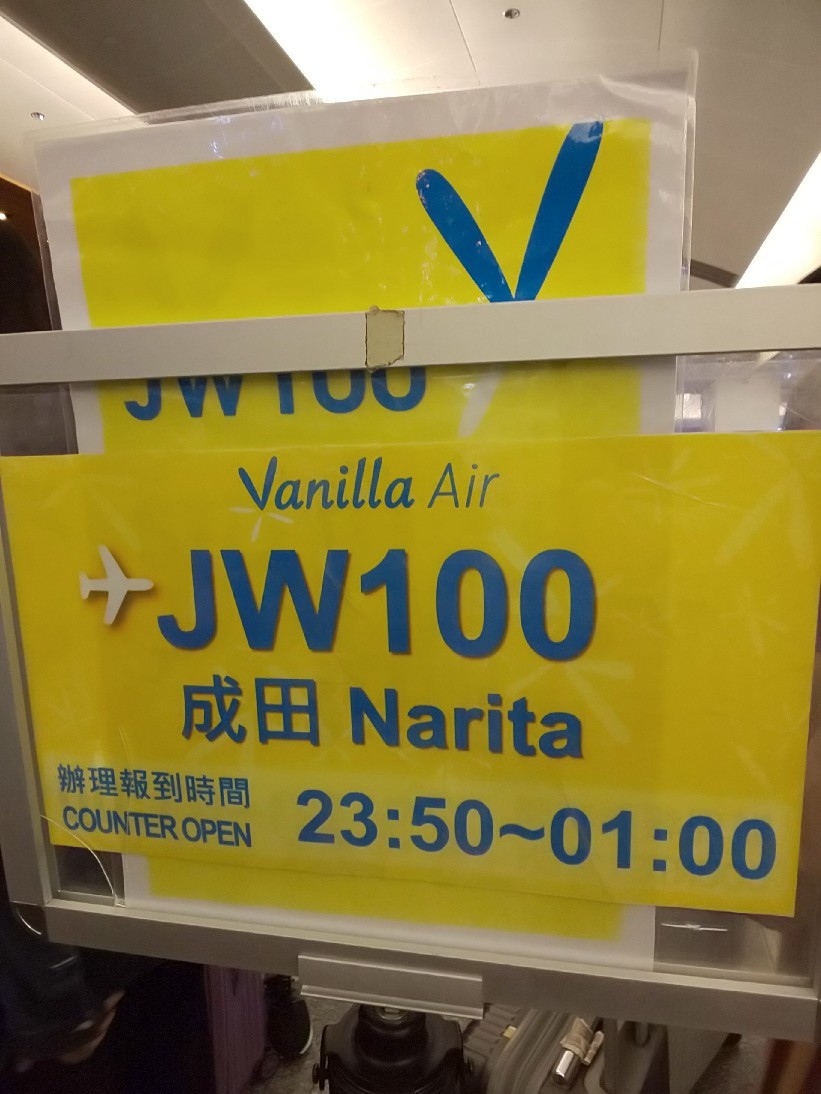 JW100
Vanilla Air
JW100
成田 Narita
辦理報到時間
COUNTER OPEN 23:50~01:00